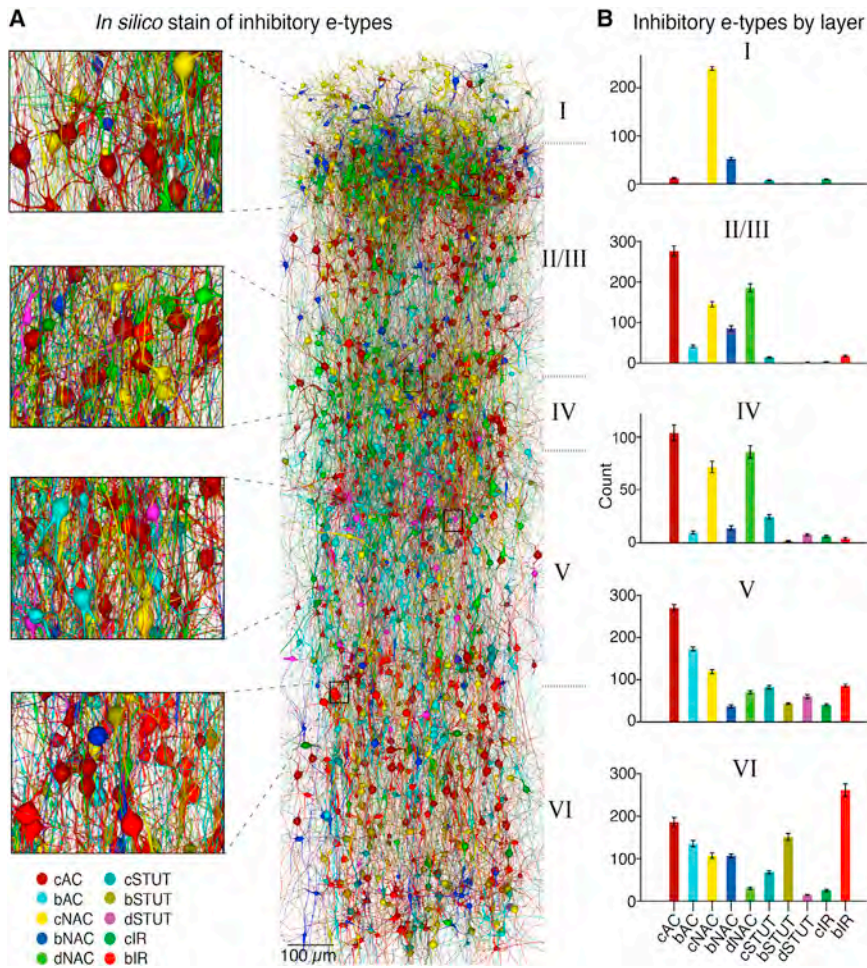 A
In silico stain of inhibitory e-types
I
II/III
IV
V
VI
100 µm
cAC
bAC
cNAC
bNAC
dNAC
cSTUT
bSTUT
dSTUT
cIR
bIR
B
Inhibitory e-types by layer
I
200
100
0
II/III
300
200
100
0
IV
100
50
0
Count
V
300
200
100
0
VI
300
200
100
0
cAC
bAC
cNAC
bNAC
dNAC
cSTUT
bSTUT
dSTUT
cIR
bIR